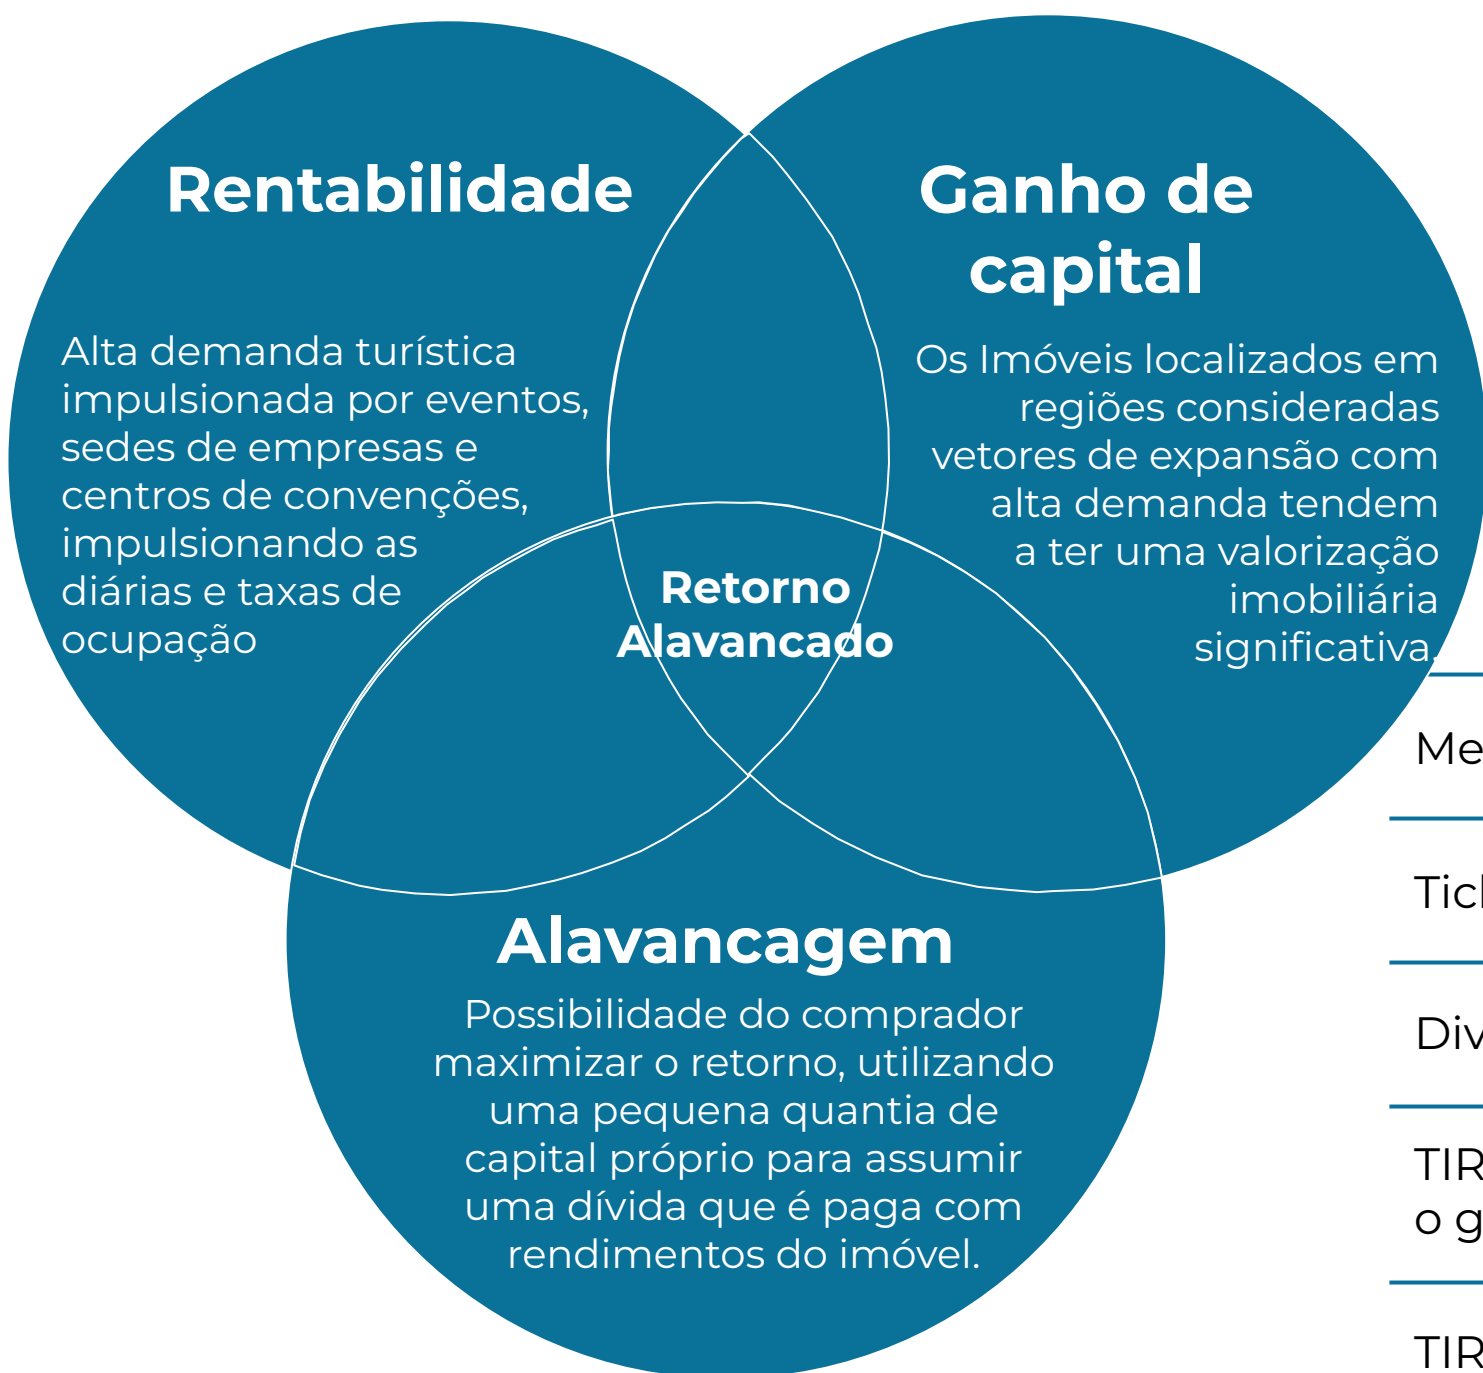 Rentabilidade
Alta demanda turística
impulsionada por eventos,
sedes de empresas e
centros de convenções,
impulsionando as
diárias e taxas de
ocupação
Ganho de
capital
Os Imóveis localizados em
regiões consideradas
vetores de expansão com
alta demanda tendem
a ter uma valorização
imobiliária
significativa.
Retorno
Alavancado
Alavancagem
Possibilidade do comprador
maximizar o retorno, utilizando
uma pequena quantia de
capital próprio para assumir
uma dívida que é paga com
rendimentos do imóvel.
TIR
o
TIR